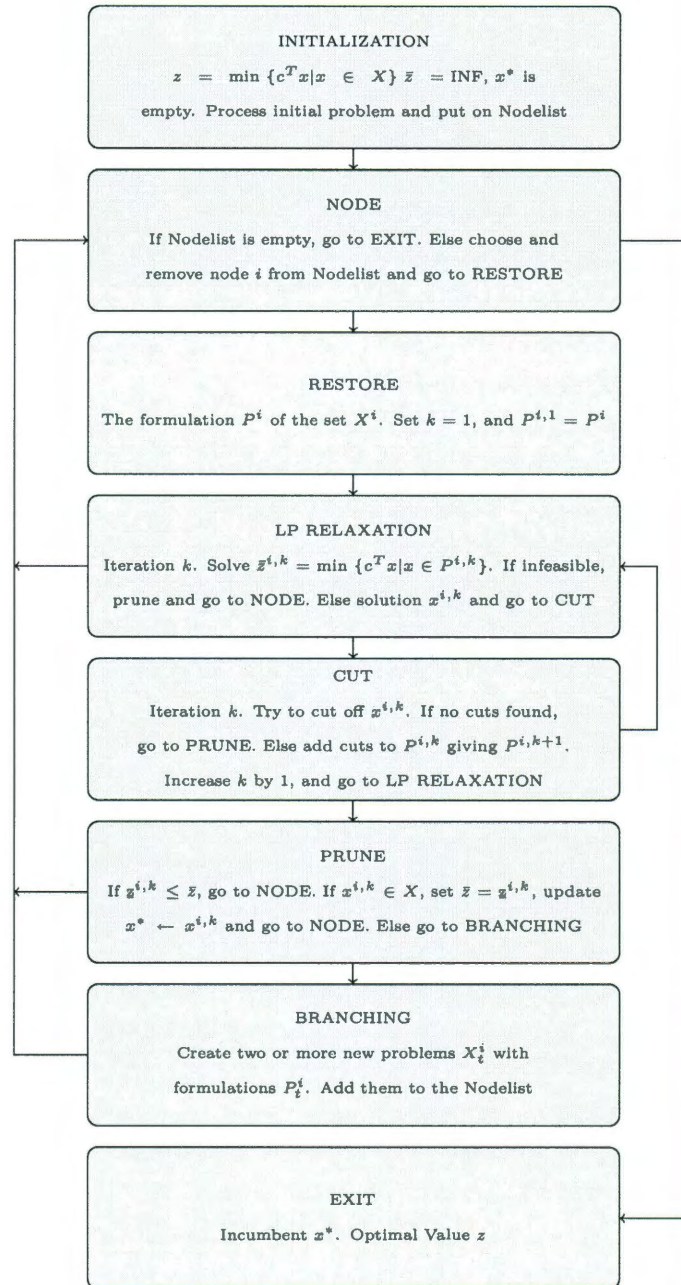 INITIALIZATION
z = min {c^T x|x ∈ X} z̄ = INF, x* is
empty. Process initial problem and put on Nodelist
NODE
If Nodelist is empty, go to EXIT. Else choose and
remove node i from Nodelist and go to RESTORE
RESTORE
The formulation P^i of the set X^i. Set k = 1, and P^{i,1} = P^i
LP RELAXATION
Iteration k. Solve z̄^{i,k} = min {c^T x|x ∈ P^{i,k}}. If infeasible,
prune and go to NODE. Else solution x^{i,k} and go to CUT
CUT
Iteration k. Try to cut off x^{i,k}. If no cuts found,
go to PRUNE. Else add cuts to P^{i,k} giving P^{i,k+1}.
Increase k by 1, and go to LP RELAXATION
PRUNE
If z̲^{i,k} ≤ z̄, go to NODE. If x^{i,k} ∈ X, set z̄ = z̲^{i,k}, update
x* ← x^{i,k} and go to NODE. Else go to BRANCHING
BRANCHING
Create two or more new problems X_t^i with
formulations P_t^i. Add them to the Nodelist
EXIT
Incumbent x*. Optimal Value z